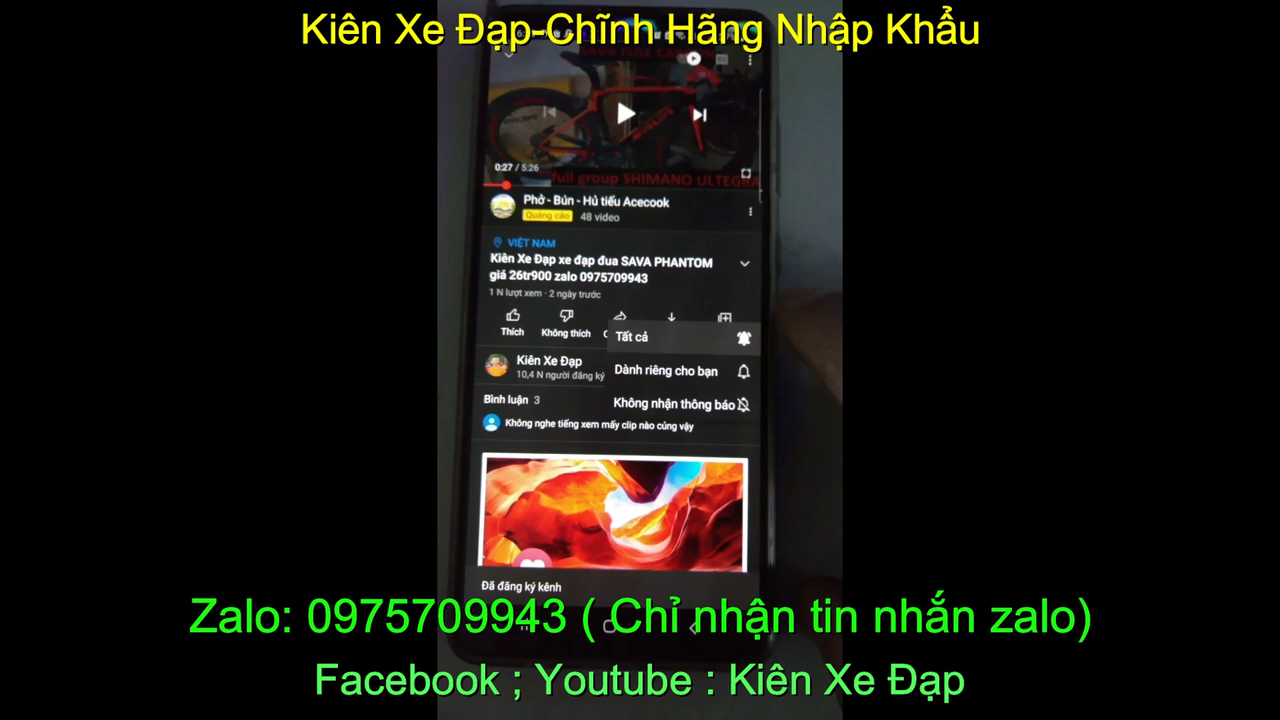 Kiên Xe Đạp-Chĩnh Hãng Nhập Khẩu
0:27 / 5:26
full group SHIMANO ULTEGRA
Phở - Bún - Hủ tiếu Acecook
Quảng cáo 48 video
VIỆT NAM
Kiên Xe Đạp xe đạp đua SAVA PHANTOM
giá 26tr900 zalo 0975709943
1 N lượt xem · 2 ngày trước
Thích
Không thích
Tất cả
Kiên Xe Đạp
10,4 N người đăng ký
Dành riêng cho bạn
Không nhận thông báo
Bình luận 3
Không nghe tiếng xem mấy clip nào củng vậy
Đã đăng ký kênh
Zalo: 0975709943 ( Chỉ nhận tin nhắn zalo)
Facebook ; Youtube : Kiên Xe Đạp